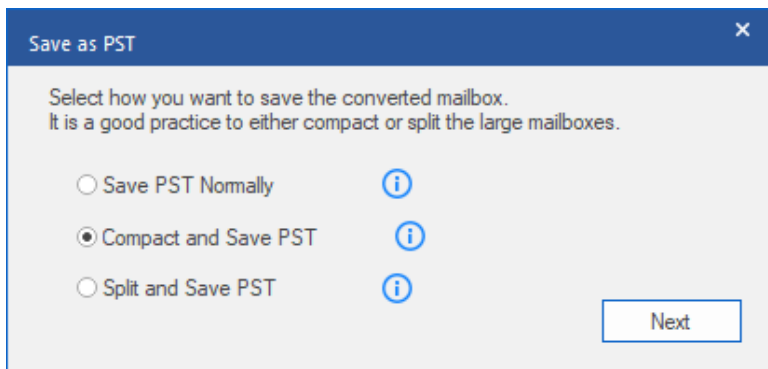 Save as PST
Select how you want to save the converted mailbox.
It is a good practice to either compact or split the large mailboxes.
Save PST Normally
Compact and Save PST
Split and Save PST
Next